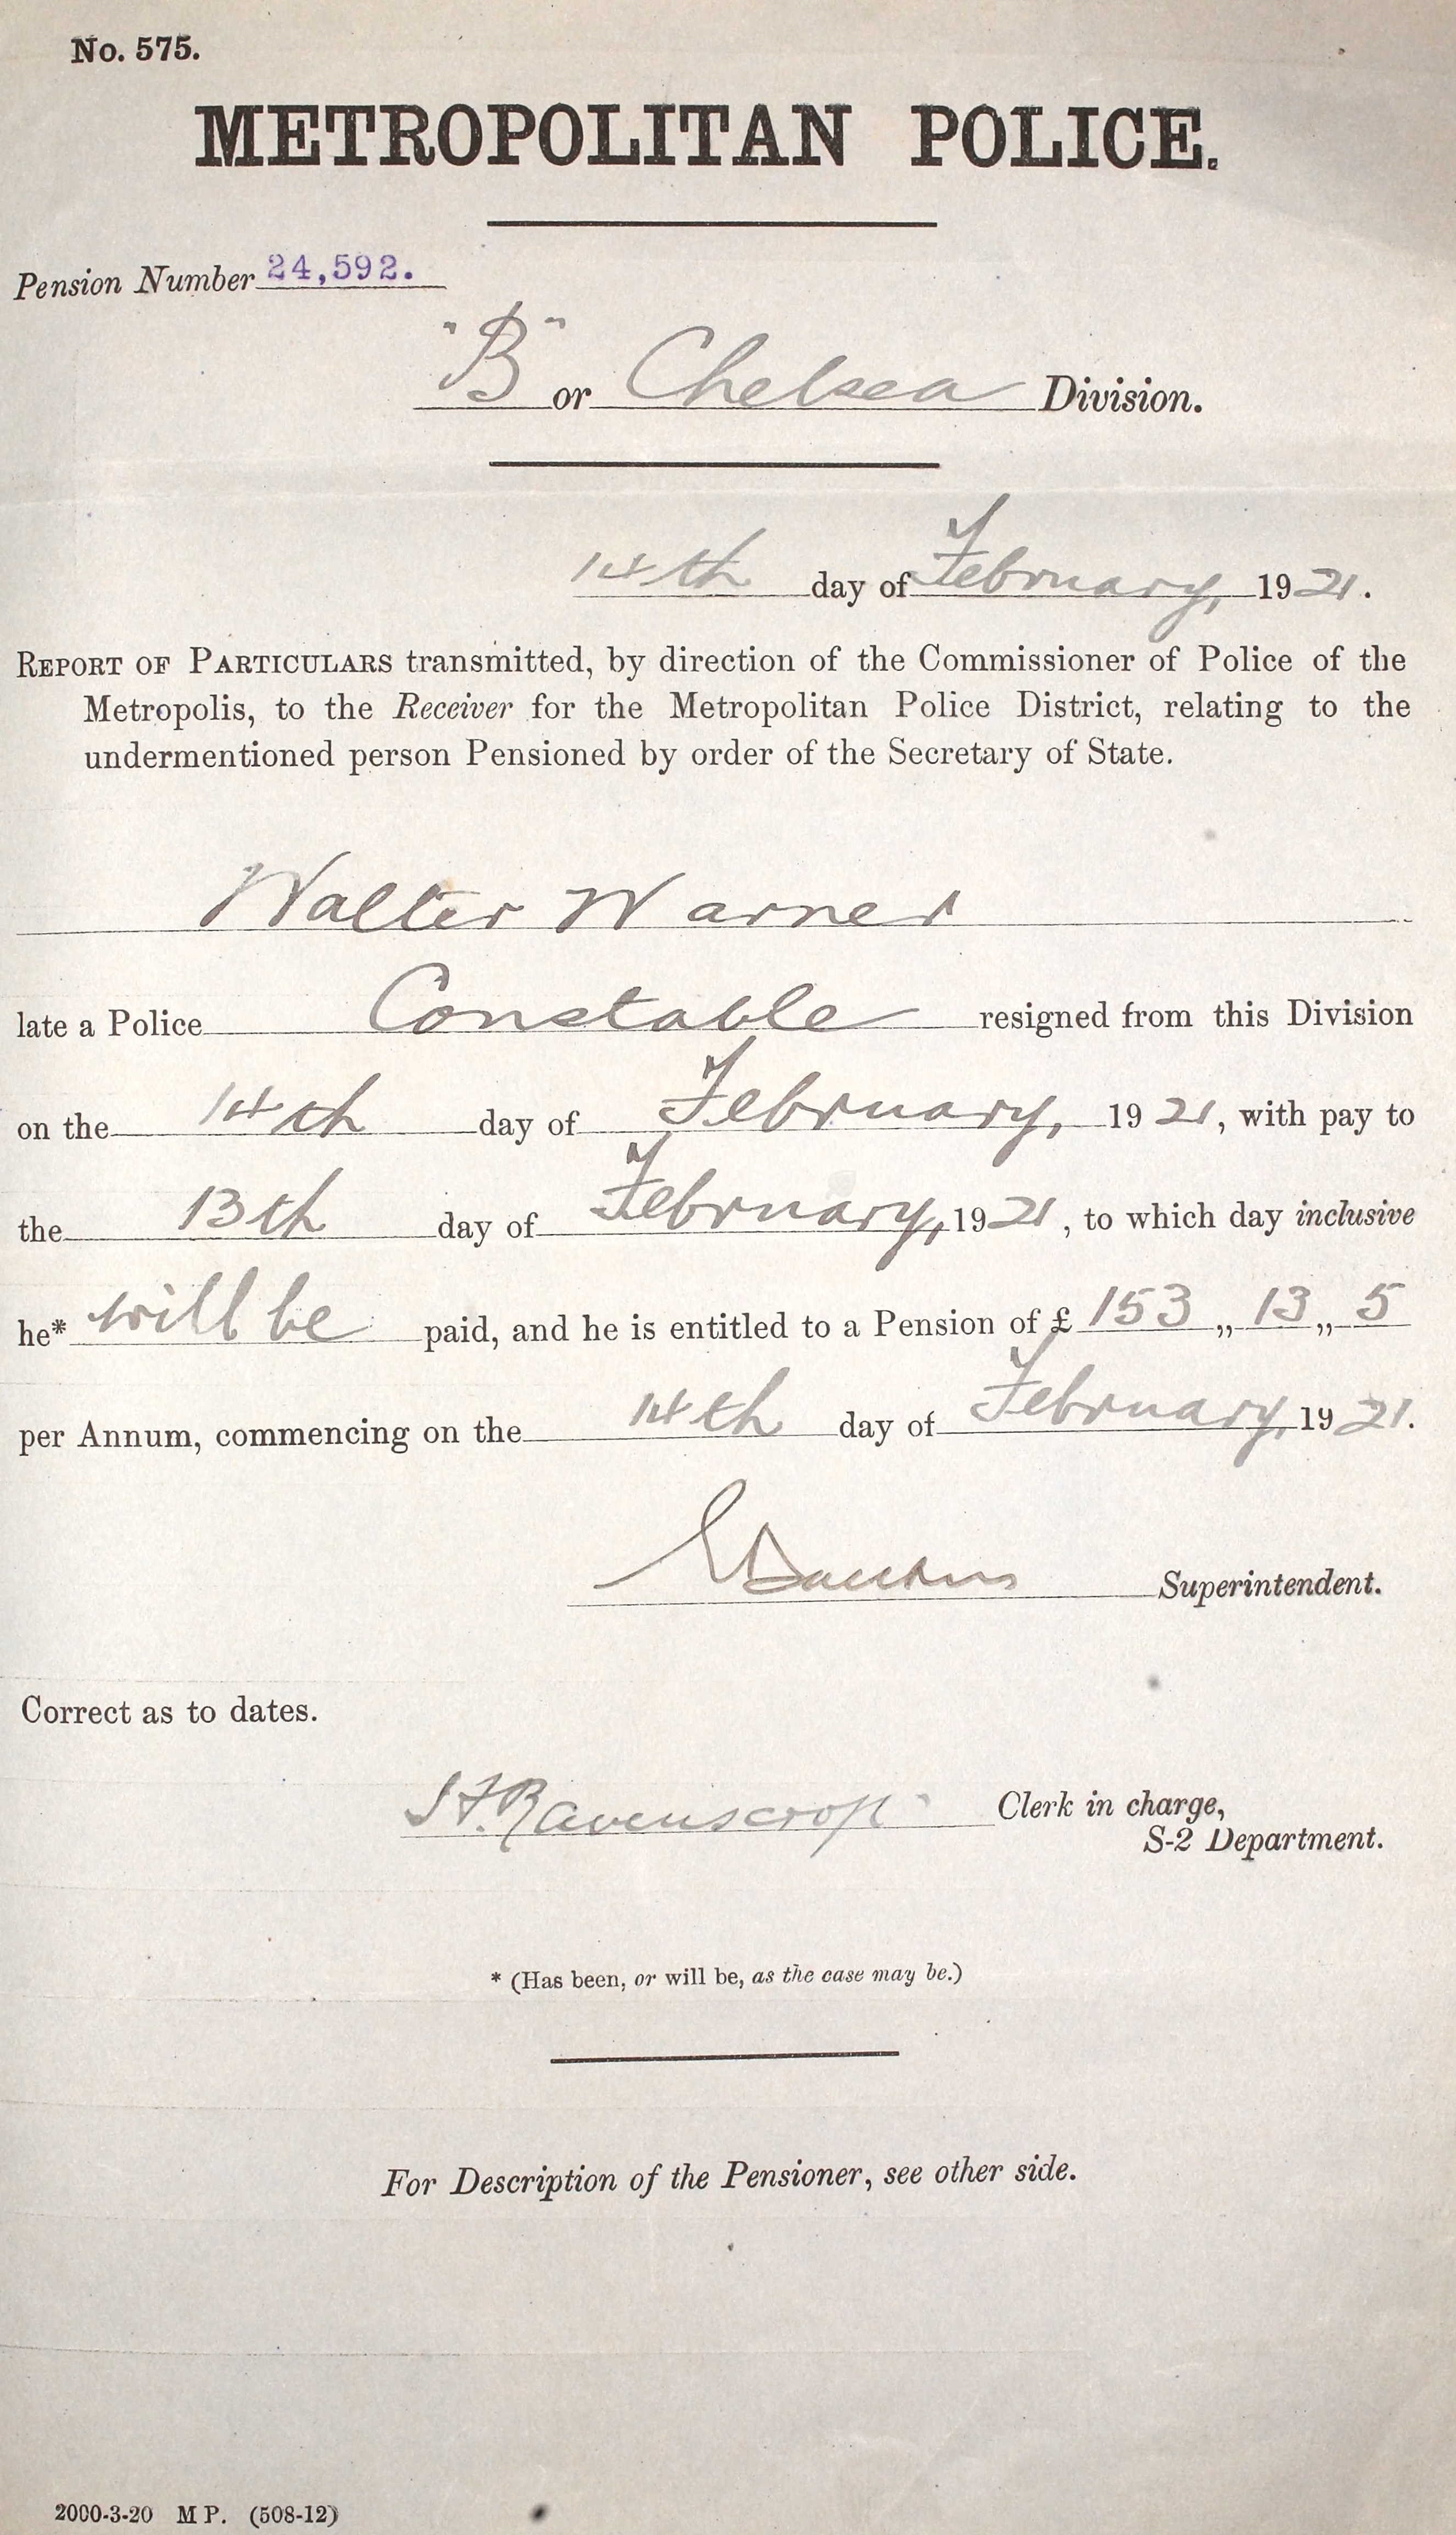 No. 575.
METROPOLITAN POLICE.
Pension Number 24,592.
"B" or Chelsea Division.
14th day of February, 1921.
REPORT OF PARTICULARS transmitted, by direction of the Commissioner of Police of the
Metropolis, to the Receiver for the Metropolitan Police District, relating to the
undermentioned person Pensioned by order of the Secretary of State.
Walter Warner
late a Police Constable resigned from this Division
on the 14th day of February, 1921, with pay to
the 13th day of February, 1921, to which day inclusive
he* will be paid, and he is entitled to a Pension of £ 153 „ 13 „ 5
per Annum, commencing on the 14th day of February, 1921.
Superintendent.
Correct as to dates.
Ravenscroft Clerk in charge,
S-2 Department.
* (Has been, or will be, as the case may be.)
For Description of the Pensioner, see other side.
2000-3-20 M P. (508-12)